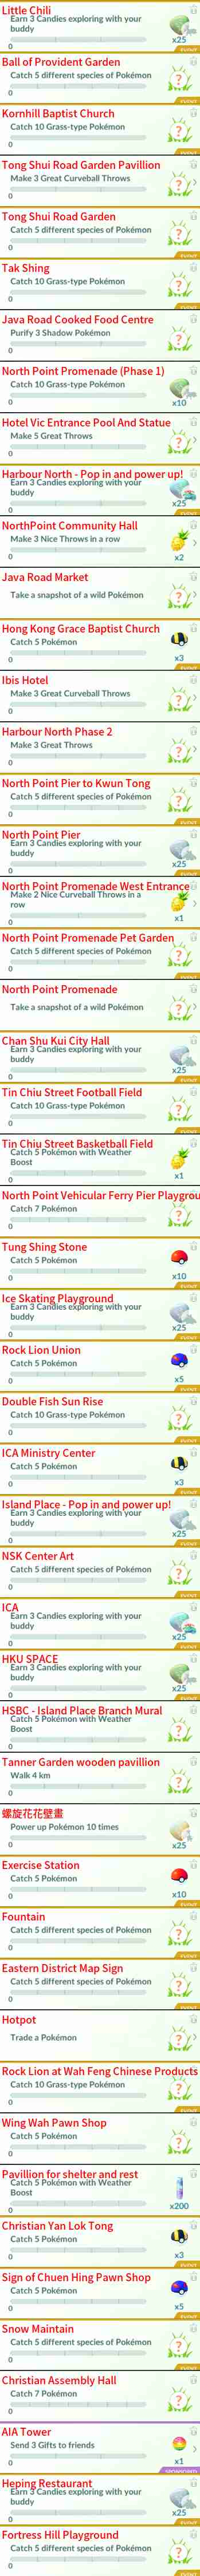 Little Chili
Earn 3 Candies exploring with your
buddy
0
x25
Ball of Provident Garden
Catch 5 different species of Pokémon
0
Kornhill Baptist Church
Catch 10 Grass-type Pokémon
0
Tong Shui Road Garden Pavillion
Make 3 Great Curveball Throws
0
Tong Shui Road Garden
Catch 5 different species of Pokémon
0
Tak Shing
Catch 10 Grass-type Pokémon
0
Java Road Cooked Food Centre
Purify 3 Shadow Pokémon
0
North Point Promenade (Phase 1)
Catch 10 Grass-type Pokémon
0
x10
Hotel Vic Entrance Pool And Statue
Make 5 Great Throws
0
Harbour North - Pop in and power up!
Earn 3 Candies exploring with your
buddy
0
x25
NorthPoint Community Hall
Make 3 Nice Throws in a row
0
x2
Java Road Market
Take a snapshot of a wild Pokémon
Hong Kong Grace Baptist Church
Catch 5 Pokémon
0
x3
Ibis Hotel
Make 3 Great Curveball Throws
0
Harbour North Phase 2
Make 3 Great Throws
0
North Point Pier to Kwun Tong
Catch 5 different species of Pokémon
0
North Point Pier
Earn 3 Candies exploring with your
buddy
0
x25
North Point Promenade West Entrance
Make 2 Nice Curveball Throws in a
row
0
x1
North Point Promenade Pet Garden
Catch 5 different species of Pokémon
0
North Point Promenade
Take a snapshot of a wild Pokémon
Chan Shu Kui City Hall
Earn 3 Candies exploring with your
buddy
0
x25
Tin Chiu Street Football Field
Catch 10 Grass-type Pokémon
0
Tin Chiu Street Basketball Field
Catch 5 Pokémon with Weather
Boost
0
x1
North Point Vehicular Ferry Pier Playgrou
Catch 7 Pokémon
0
Tung Shing Stone
Catch 5 Pokémon
0
x10
Ice Skating Playground
Earn 3 Candies exploring with your
buddy
0
x25
Rock Lion Union
Catch 5 Pokémon
0
x5
Double Fish Sun Rise
Catch 10 Grass-type Pokémon
0
ICA Ministry Center
Catch 5 Pokémon
0
x3
Island Place - Pop in and power up!
Earn 3 Candies exploring with your
buddy
0
x25
NSK Center Art
Catch 5 different species of Pokémon
0
ICA
Earn 3 Candies exploring with your
buddy
0
x25
HKU SPACE
Earn 3 Candies exploring with your
buddy
0
x25
HSBC - Island Place Branch Mural
Catch 5 Pokémon with Weather
Boost
0
Tanner Garden wooden pavillion
Walk 4 km
0
螺旋花花壁畫
Power up Pokémon 10 times
0
x25
Exercise Station
Catch 5 Pokémon
0
x10
Fountain
Catch 5 different species of Pokémon
0
Eastern District Map Sign
Catch 5 different species of Pokémon
0
Hotpot
Trade a Pokémon
Rock Lion at Wah Feng Chinese Products
Catch 10 Grass-type Pokémon
0
Wing Wah Pawn Shop
Catch 5 Pokémon
0
Pavillion for shelter and rest
Catch 5 Pokémon with Weather
Boost
0
x200
Christian Yan Lok Tong
Catch 5 Pokémon
0
x3
Sign of Chuen Hing Pawn Shop
Catch 5 Pokémon
0
x5
Snow Maintain
Catch 5 different species of Pokémon
0
Christian Assembly Hall
Catch 7 Pokémon
0
AIA Tower
Send 3 Gifts to friends
0
x1
Heping Restaurant
Earn 3 Candies exploring with your
buddy
0
x25
Fortress Hill Playground
Catch 5 different species of Pokémon
0